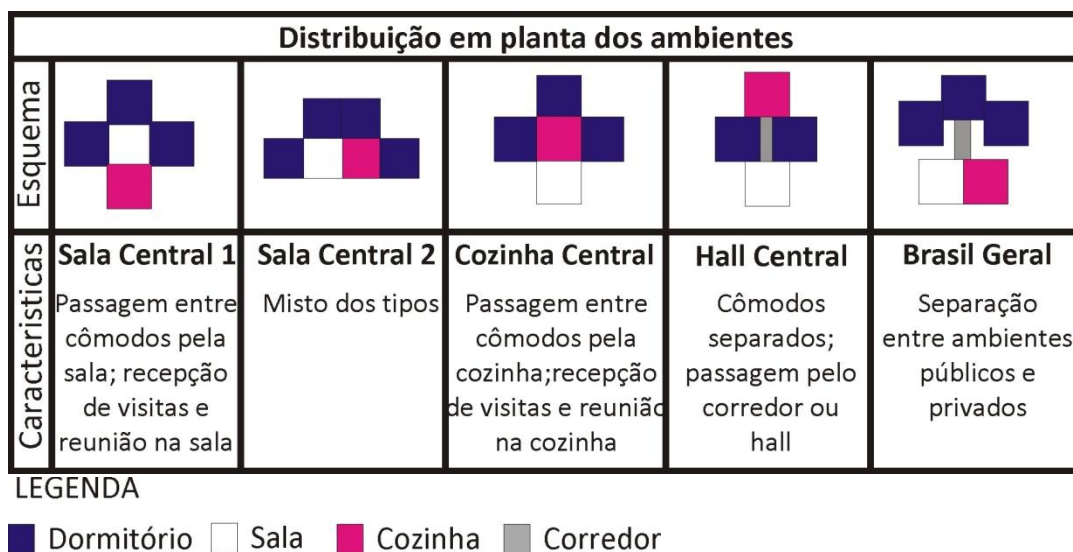 Distribuição em planta dos ambientes
Esquema
Caracteristicas
Sala Central 1
Passagem entre
cômodos pela
sala; recepção
de visitas e
reunião na sala
Sala Central 2
Misto dos tipos
Cozinha Central
Passagem entre
cômodos pela
cozinha;recepção
de visitas e reunião
na cozinha
Hall Central
Cômodos
separados;
passagem pelo
corredor ou
hall
Brasil Geral
Separação
entre ambientes
públicos e
privados
LEGENDA
Dormitório Sala Cozinha Corredor